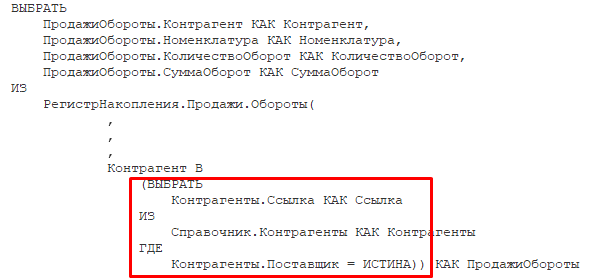 ВЫБРАТЬ
ПродажиОбороты.Контрагент КАК Контрагент,
ПродажиОбороты.Номенклатура КАК Номенклатура,
ПродажиОбороты.КоличествоОборот КАК КоличествоОборот,
ПродажиОбороты.СуммаОборот КАК СуммаОборот
ИЗ
РегистрНакопления.Продажи.Обороты(
,
,
,
Контрагент В
(ВЫБРАТЬ
Контрагенты.Ссылка КАК Ссылка
ИЗ
Справочник.Контрагенты КАК Контрагенты
ГДЕ
Контрагенты.Поставщик = ИСТИНА)) КАК ПродажиОбороты